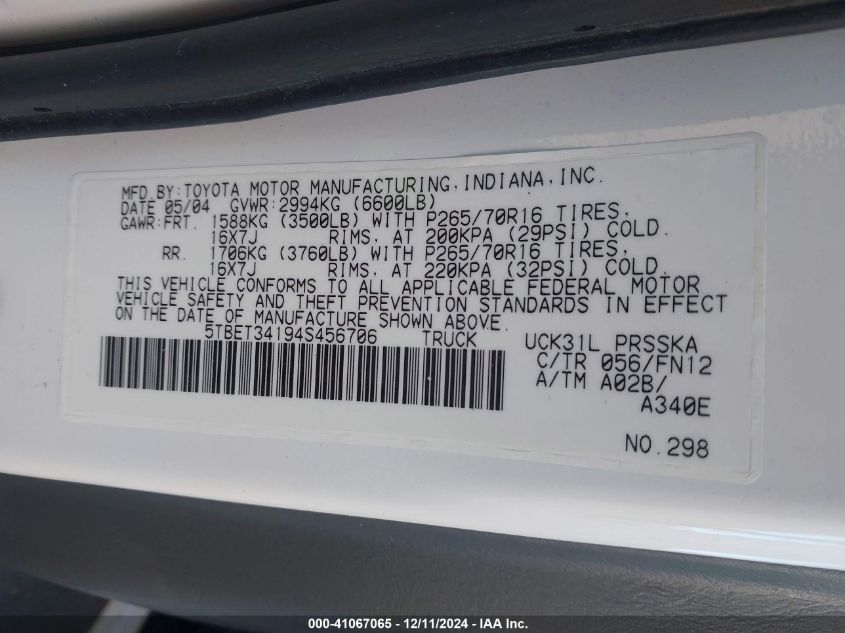 MFD.BY:TOYOTA MOTOR MANUFACTURING,INDIANA,INC.
DATE 05/04 GVWR:2994KG (6600LB)
GAWR:FRT. 1588KG (3500LB) WITH P265/70R16 TIRES,
16X7J RIMS, AT 200KPA (29PSI) COLD.
RR. 1706KG (3760LB) WITH P265/70R16 TIRES,
16X7J RIMS, AT 220KPA (32PSI) COLD.
THIS VEHICLE CONFORMS TO ALL APPLICABLE FEDERAL MOTOR
VEHICLE SAFETY AND THEFT PREVENTION STANDARDS IN EFFECT
ON THE DATE OF MANUFACTURE SHOWN ABOVE.
5TBET34194S456706 TRUCK UCK31L PRSSKA
C/TR 056/FN12
A/TM A02B/
A340E
NO.298
000-41067065 - 12/11/2024 - IAA Inc.